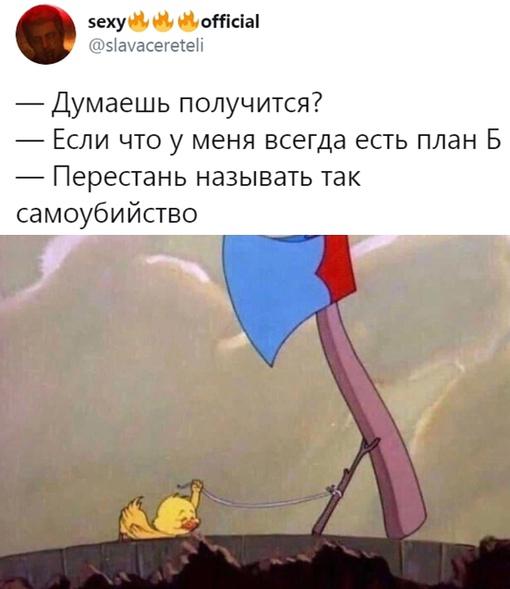 sexy🔥🔥🔥official
@slavacereteli
— Думаешь получится?
— Если что у меня всегда есть план Б
— Перестань называть так
самоубийство